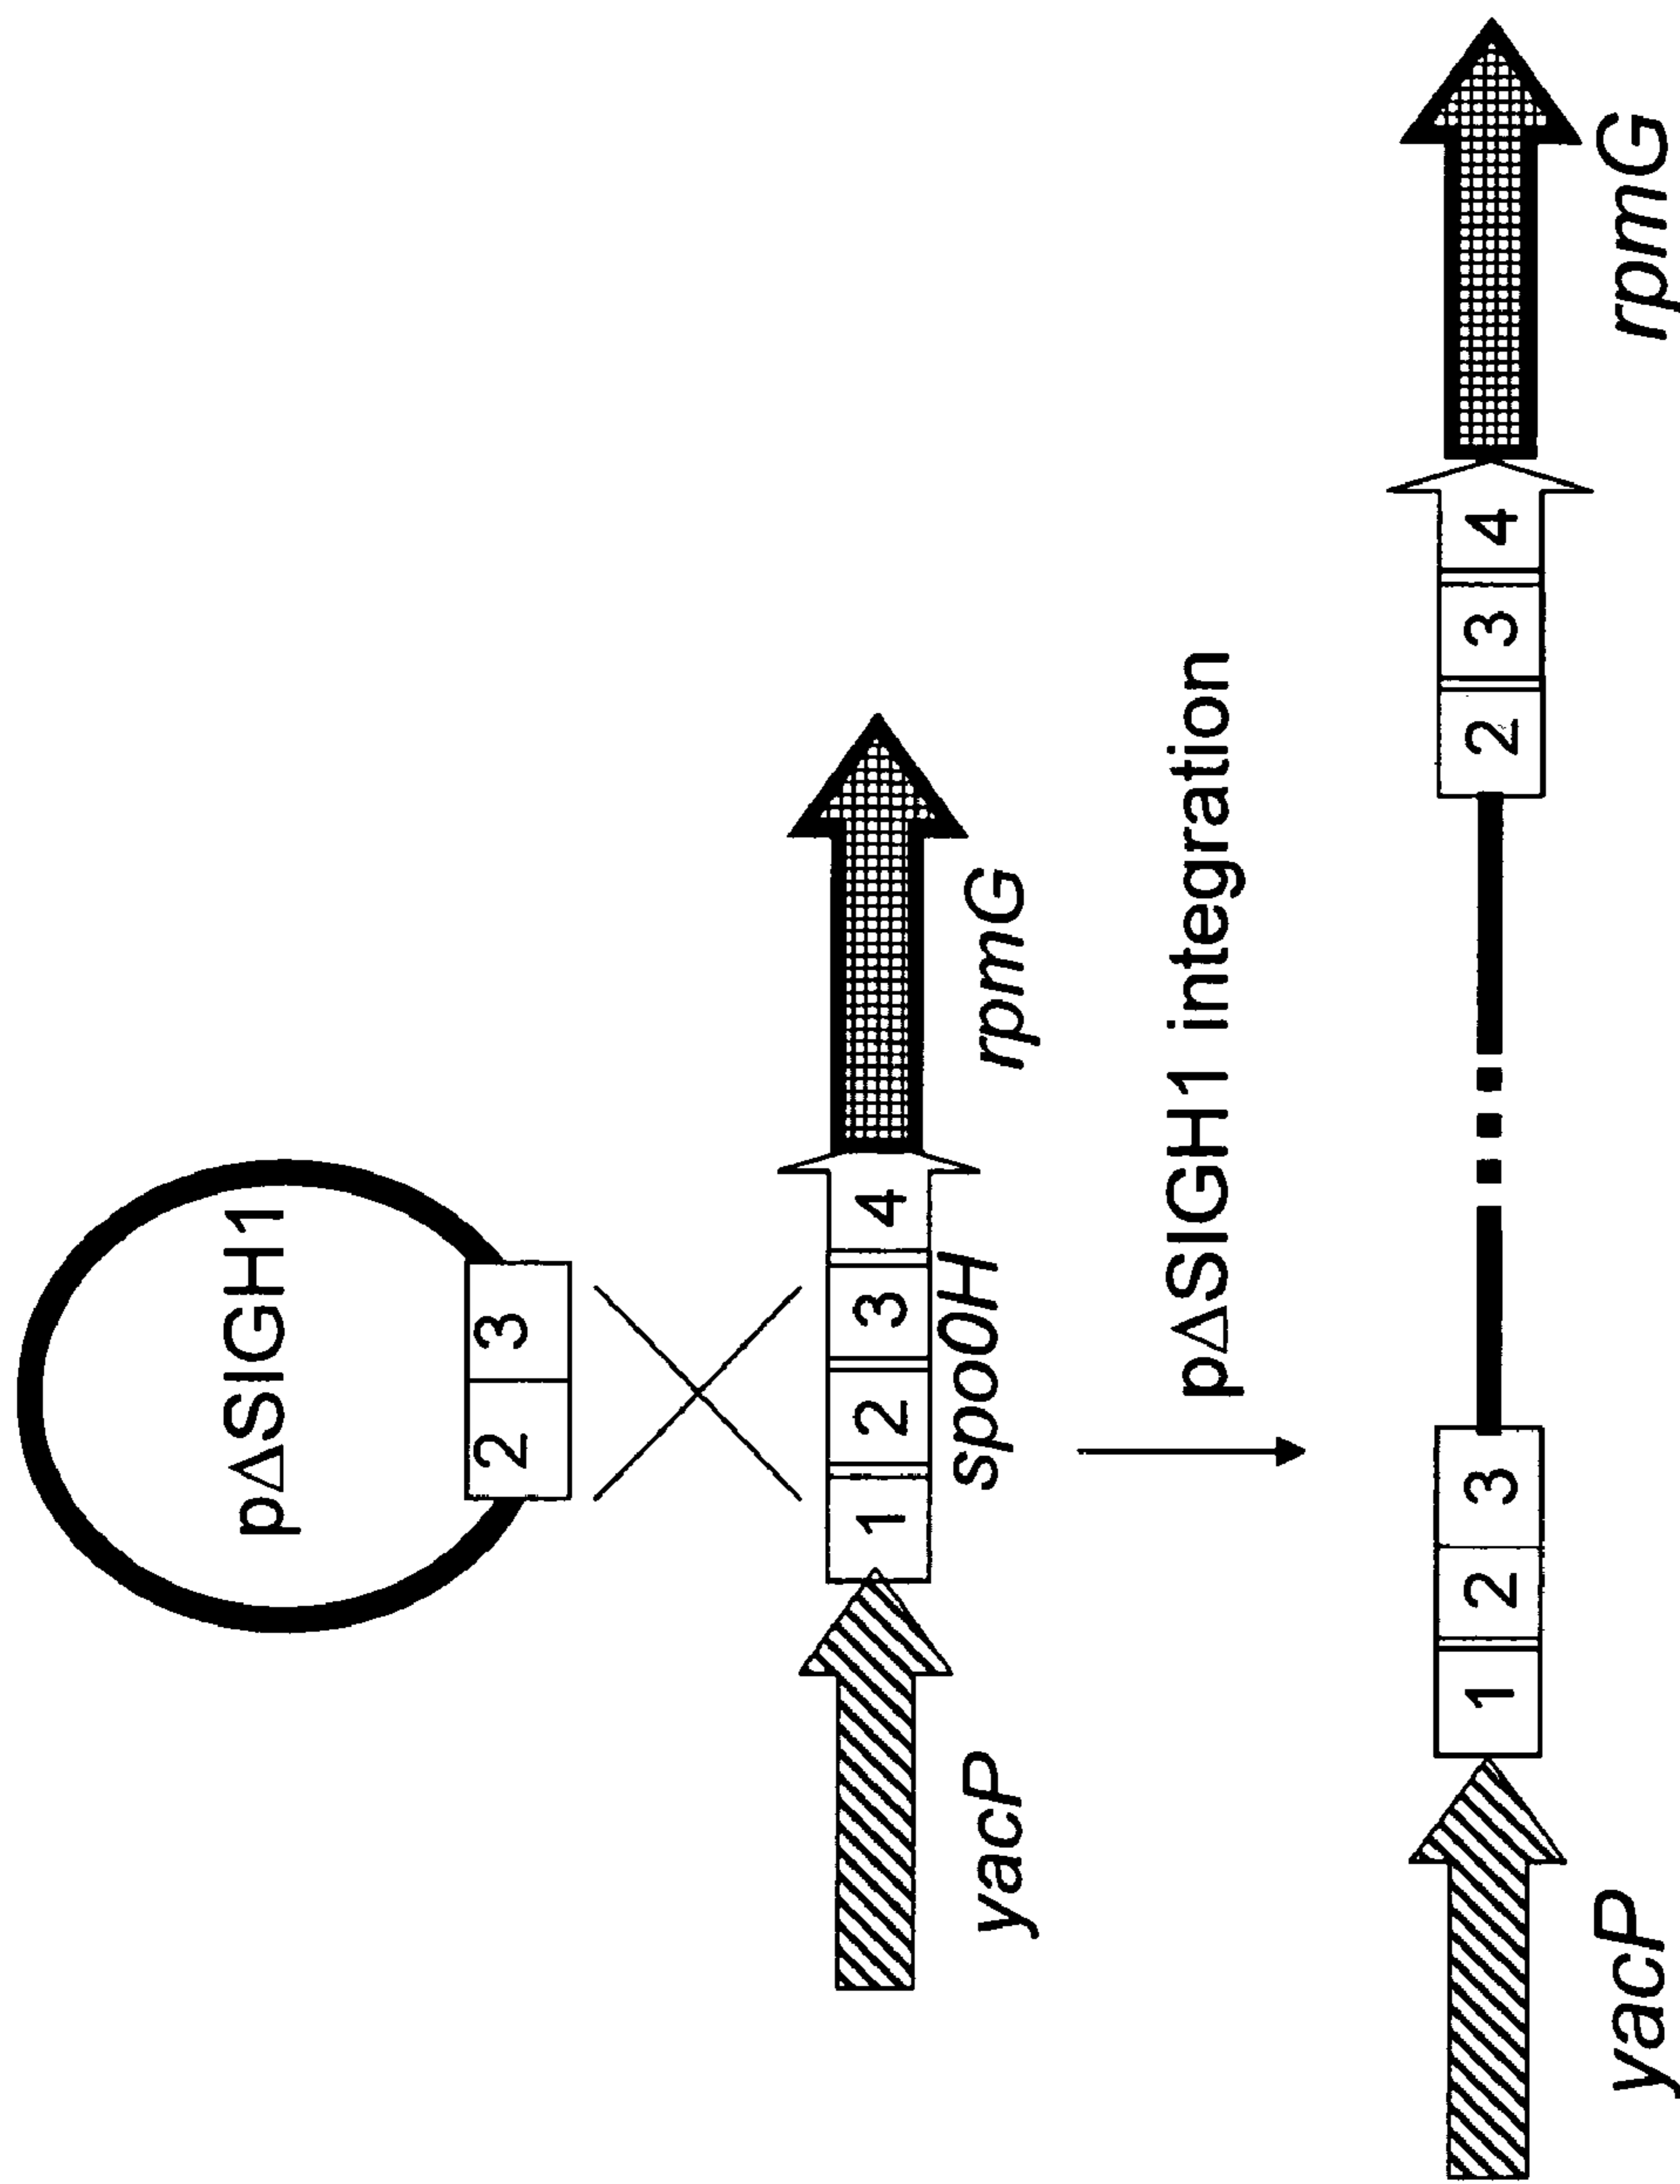 pΔSIGH1
2 3
1 2 3 4
yacP spo0H rpmG
pΔSIGH1 integration
1 2 3 2 3 4
yacP rpmG